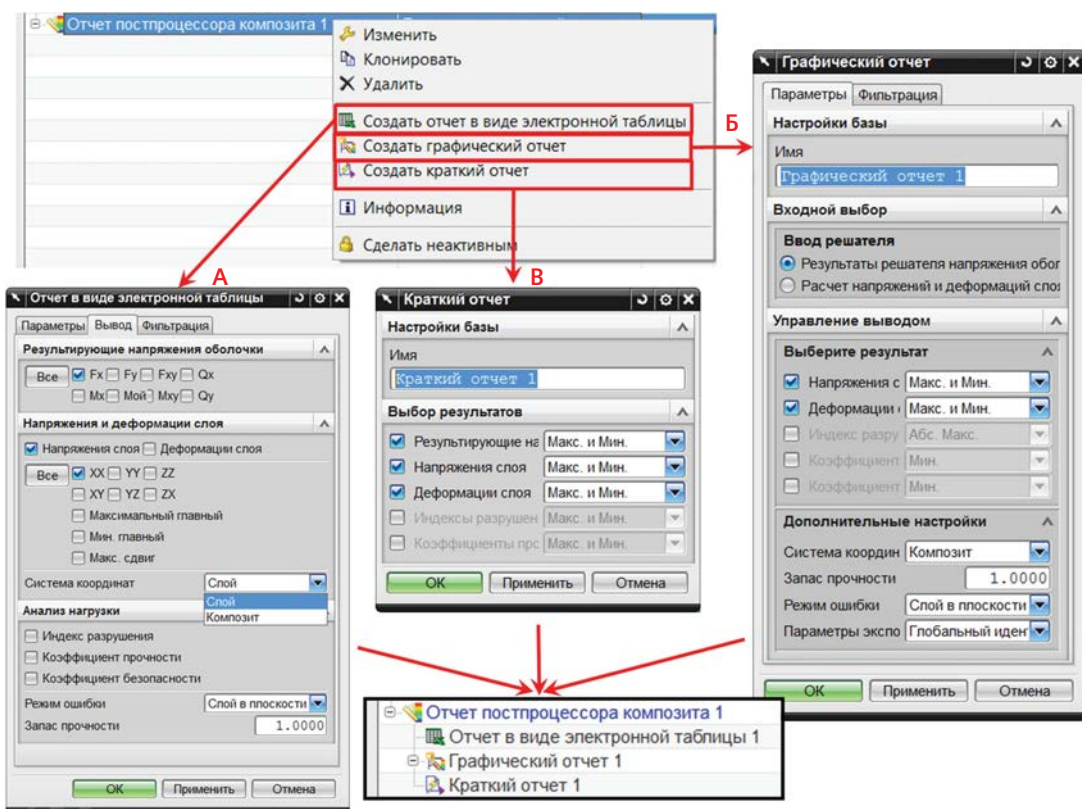 Отчет постпроцессора композита 1
Изменить
Клонировать
Удалить
Создать отчет в виде электронной таблицы
Создать графический отчет
Создать краткий отчет
Информация
Сделать неактивным
А
Б
В
Отчет в виде электронной таблицы
Параметры Вывод Фильтрация
Результирующие напряжения оболочки
Все Fx Fy Fxy Qx
Mx Мой Mxy Qy
Напряжения и деформации слоя
Напряжения слоя Деформации слоя
Все XX YY ZZ
XY YZ ZX
Максимальный главный
Мин. главный
Макс. сдвиг
Система координат Слой
Слой
Композит
Анализ нагрузки
Индекс разрушения
Коэффициент прочности
Коэффициент безопасности
Режим ошибки Слой в плоскости
Запас прочности 1.0000
ОК Применить Отмена
Краткий отчет
Настройки базы
Имя
Краткий отчет 1
Выбор результатов
Результирующие на Макс. и Мин.
Напряжения слоя Макс. и Мин.
Деформации слоя Макс. и Мин.
Индексы разрушен Макс. и Мин.
Коэффициенты прс Макс. и Мин.
ОК Применить Отмена
Графический отчет
Параметры Фильтрация
Настройки базы
Имя
Графический отчет 1
Входной выбор
Ввод решателя
Результаты решателя напряжения обол
Расчет напряжений и деформаций слоя
Управление выводом
Выберите результат
Напряжения с Макс. и Мин.
Деформации Макс. и Мин.
Индекс разру Абс. Макс.
Коэффициент Мин.
Коэффициент Мин.
Дополнительные настройки
Система координ Композит
Запас прочности 1.0000
Режим ошибки Слой в плоскости
Параметры экспо Глобальный иден
ОК Применить Отмена
Отчет постпроцессора композита 1
Отчет в виде электронной таблицы 1
Графический отчет 1
Краткий отчет 1